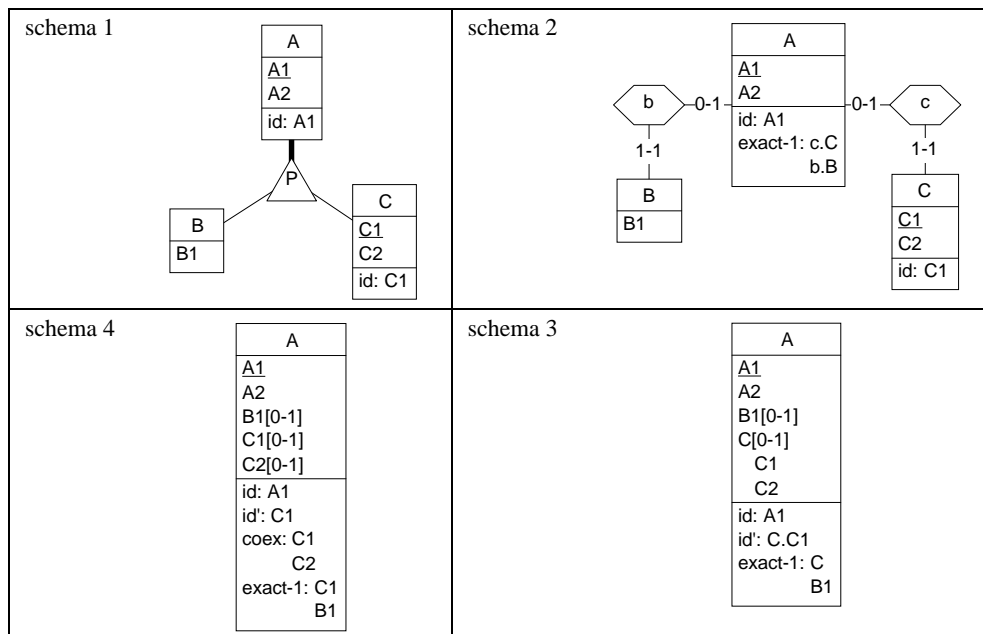 schema 1
A
A1
A2
id: A1
P
B
B1
C
C1
C2
id: C1
schema 2
A
A1
A2
id: A1
exact-1: c.C
b.B
b
0-1
0-1
c
1-1
1-1
B
B1
C
C1
C2
id: C1
schema 4
A
A1
A2
B1[0-1]
C1[0-1]
C2[0-1]
id: A1
id': C1
coex: C1
C2
exact-1: C1
B1
schema 3
A
A1
A2
B1[0-1]
C[0-1]
C1
C2
id: A1
id': C.C1
exact-1: C
B1